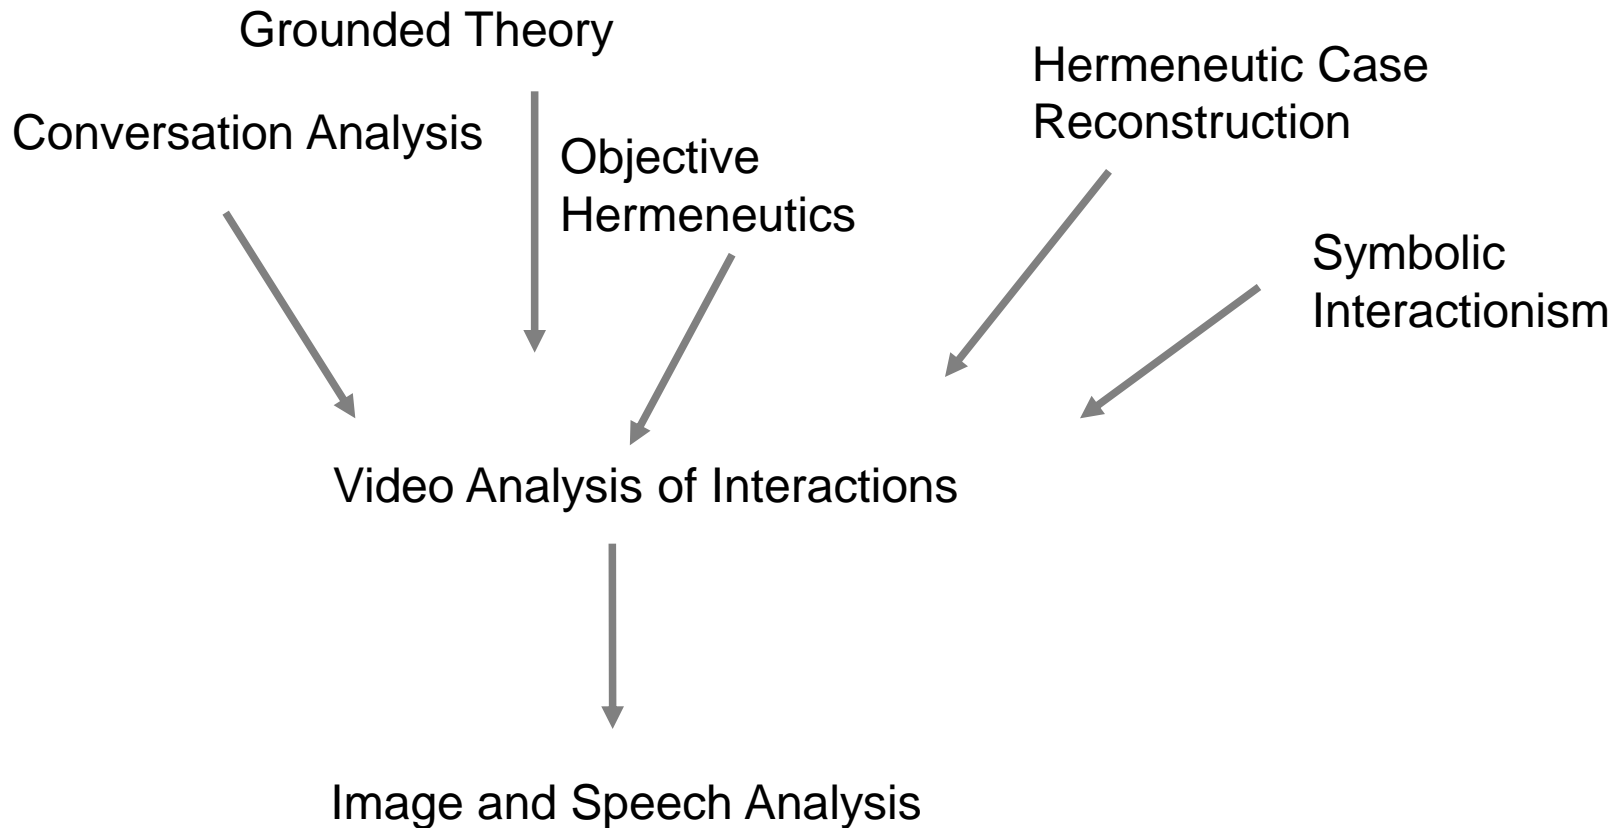 Grounded Theory
Hermeneutic Case
Reconstruction
Conversation Analysis
Objective
Hermeneutics
Symbolic
Interactionism
Video Analysis of Interactions
Image and Speech Analysis